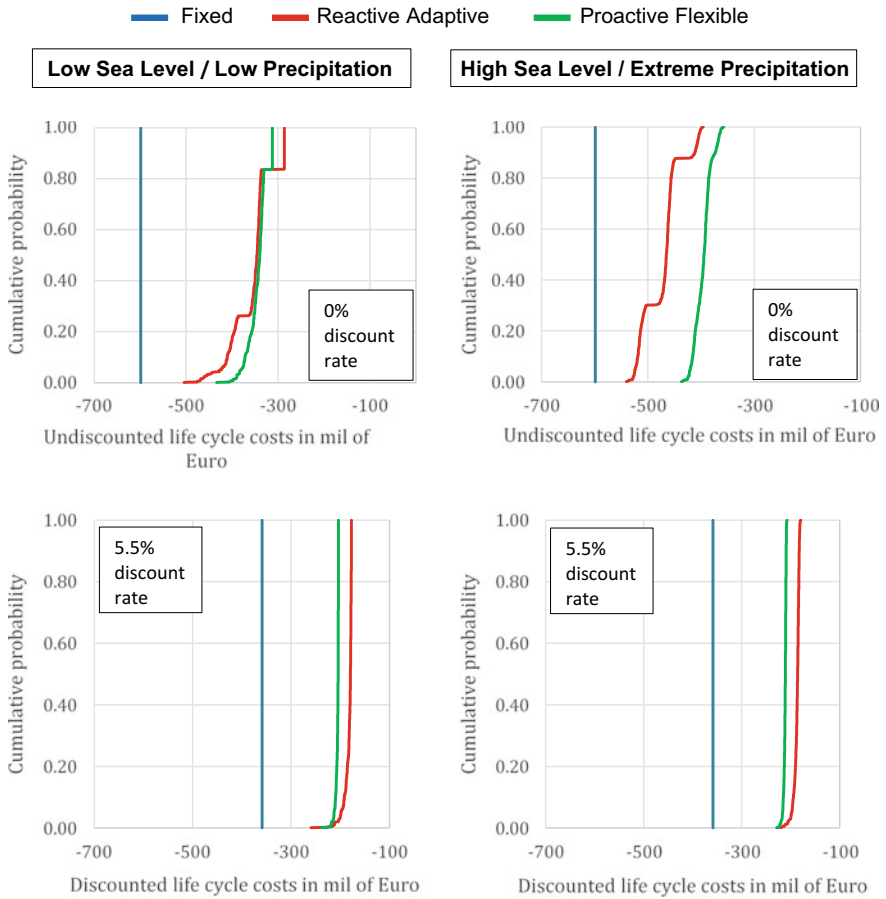 Fixed
Reactive Adaptive
Proactive Flexible
Low Sea Level / Low Precipitation
High Sea Level / Extreme Precipitation
Cumulative probability
1.00
0.80
0.60
0.40
0.20
0.00
0%
discount
rate
-700
-500
-300
-100
Undiscounted life cycle costs in mil of
Euro
Cumulative probability
1.00
0.80
0.60
0.40
0.20
0.00
0%
discount
rate
-700
-500
-300
-100
Undiscounted life cycle costs in mil of Euro
Cumulative probability
1.00
0.80
0.60
0.40
0.20
0.00
5.5%
discount
rate
-700
-500
-300
-100
Discounted life cycle costs in mil of Euro
Cumulative probability
1.00
0.80
0.60
0.40
0.20
0.00
5.5%
discount
rate
-700
-500
-300
-100
Discounted life cycle costs in mil of Euro